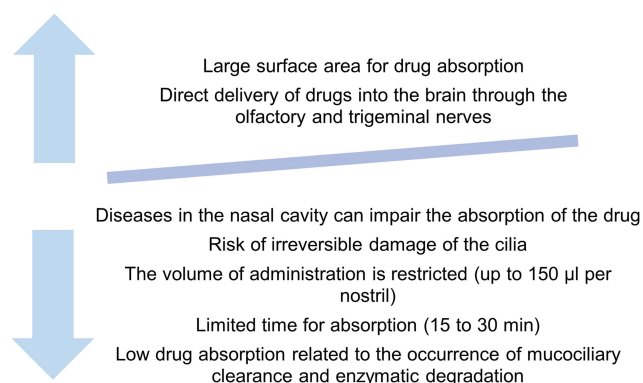 Large surface area for drug absorption
Direct delivery of drugs into the brain through the
olfactory and trigeminal nerves
Diseases in the nasal cavity can impair the absorption of the drug
Risk of irreversible damage of the cilia
The volume of administration is restricted (up to 150 µl per
nostril)
Limited time for absorption (15 to 30 min)
Low drug absorption related to the occurrence of mucociliary
clearance and enzymatic degradation